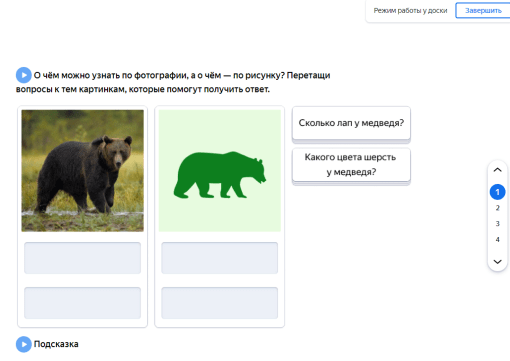 Режим работы у доски
Завершить
О чём можно узнать по фотографии, а о чём — по рисунку? Перетащи
вопросы к тем картинкам, которые помогут получить ответ.
Сколько лап у медведя?
Какого цвета шерсть
у медведя?
1
2
3
4
Подсказка